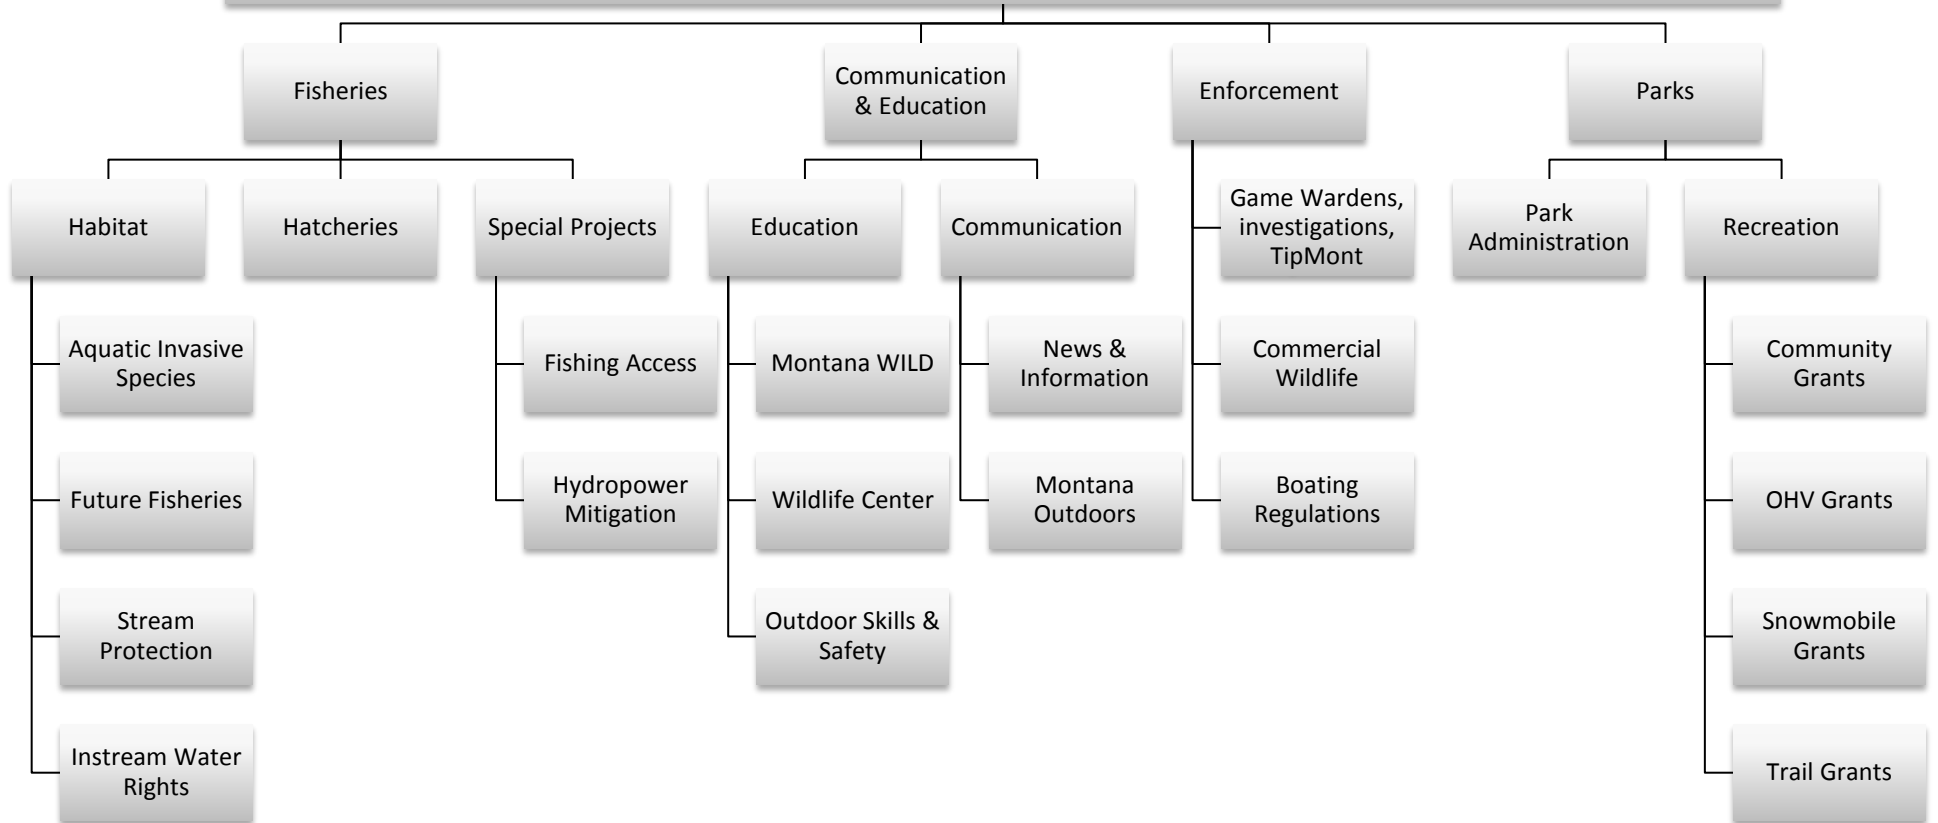 Fisheries
Communication
& Education
Enforcement
Parks
Habitat
Hatcheries
Special Projects
Education
Communication
Game Wardens,
investigations,
TipMont
Park
Administration
Recreation
Aquatic Invasive
Species
Fishing Access
Montana WILD
News &
Information
Commercial
Wildlife
Community
Grants
Future Fisheries
Hydropower
Mitigation
Wildlife Center
Montana
Outdoors
Boating
Regulations
OHV Grants
Stream
Protection
Outdoor Skills &
Safety
Snowmobile
Grants
Instream Water
Rights
Trail Grants